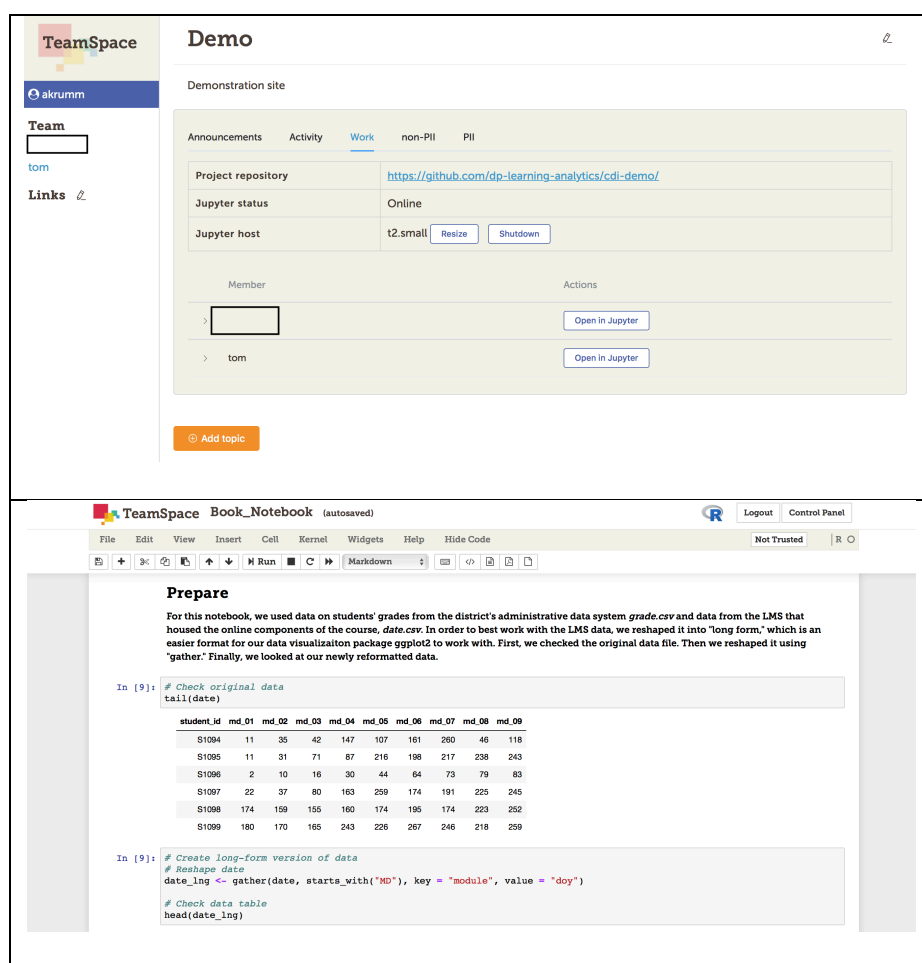 TeamSpace
Demo
akrumm
Demonstration site
Team
tom
Links
Announcements Activity Work non-PII PII
Project repository https://github.com/dp-learning-analytics/cdi-demo/
Jupyter status Online
Jupyter host t2.small Resize Shutdown
Member Actions
Open in Jupyter
tom Open in Jupyter
Add topic
TeamSpace Book_Notebook (autosaved) R Logout Control Panel
File Edit View Insert Cell Kernel Widgets Help Hide Code Not Trusted R
Run Markdown
Prepare
For this notebook, we used data on students' grades from the district's administrative data system grade.csv and data from the LMS that
housed the online components of the course, date.csv. In order to best work with the LMS data, we reshaped it into "long form," which is an
easier format for our data visualizaiton package ggplot2 to work with. First, we checked the original data file. Then we reshaped it using
"gather." Finally, we looked at our newly reformatted data.
In [9]: # Check original data
tail(date)
student_id md_01 md_02 md_03 md_04 md_05 md_06 md_07 md_08 md_09
S1094 11 35 42 147 107 161 260 46 118
S1095 11 31 71 87 216 198 217 238 243
S1096 2 10 16 30 44 64 73 79 83
S1097 22 37 80 163 259 174 191 225 245
S1098 174 159 155 160 174 195 174 223 252
S1099 180 170 165 243 226 267 246 218 259
In [9]: # Create long-form version of data
# Reshape date
date_lng <- gather(date, starts_with("MD"), key = "module", value = "doy")
# Check data table
head(date_lng)